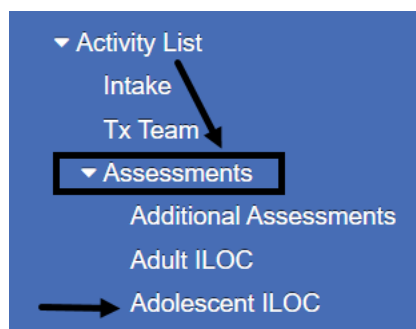 Activity List
Intake
Tx Team
Assessments
Additional Assessments
Adult ILOC
Adolescent ILOC